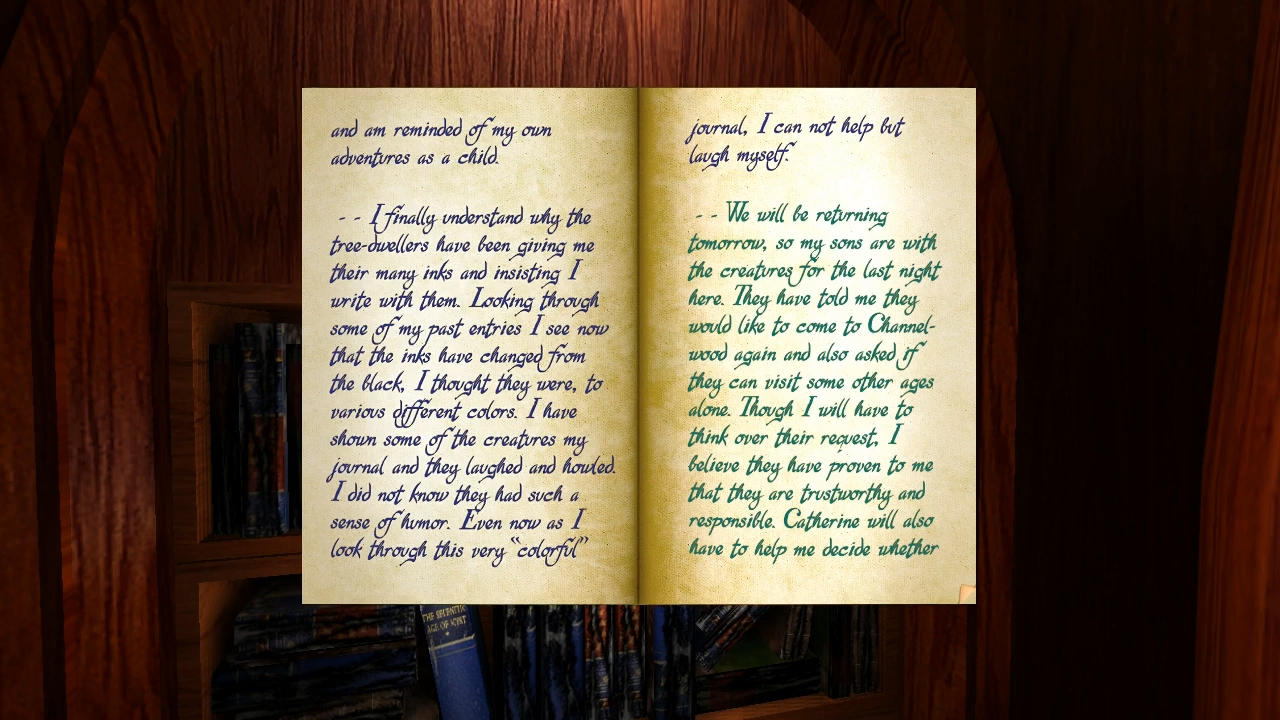 and am reminded of my own
adventures as a child.
- - I finally understand why the
tree-dwellers have been giving me
their many inks and insisting I
write with them. Looking through
some of my past entries I see now
that the inks have changed from
the black, I thought they were, to
various different colors. I have
shown some of the creatures my
journal and they laughed and howled.
I did not know they had such a
sense of humor. Even now as I
look through this very "colorful"
journal, I can not help but
laugh myself.
- - We will be returning
tomorrow, so my sons are with
the creatures for the last night
here. They have told me they
would like to come to Channel-
wood again and also asked if
they can visit some other ages
alone. Though I will have to
think over their request, I
believe they have proven to me
that they are trustworthy and
responsible. Catherine will also
have to help me decide whether
THE SELENITIC
AGE OF MYST